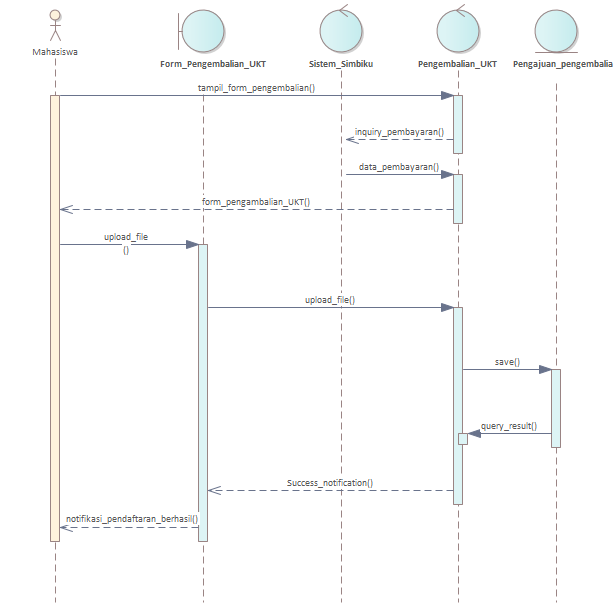 Mahasiswa
Form_Pengembalian_UKT
Sistem_Simbiku
Pengembalian_UKT
Pengajuan_pengembalia
tampil_form_pengembalian()
inquiry_pembayaran()
data_pembayaran()
form_pengambalian_UKT()
upload_file
()
upload_file()
save()
query_result()
Success_notification()
notifikasi_pendaftaran_berhasil()